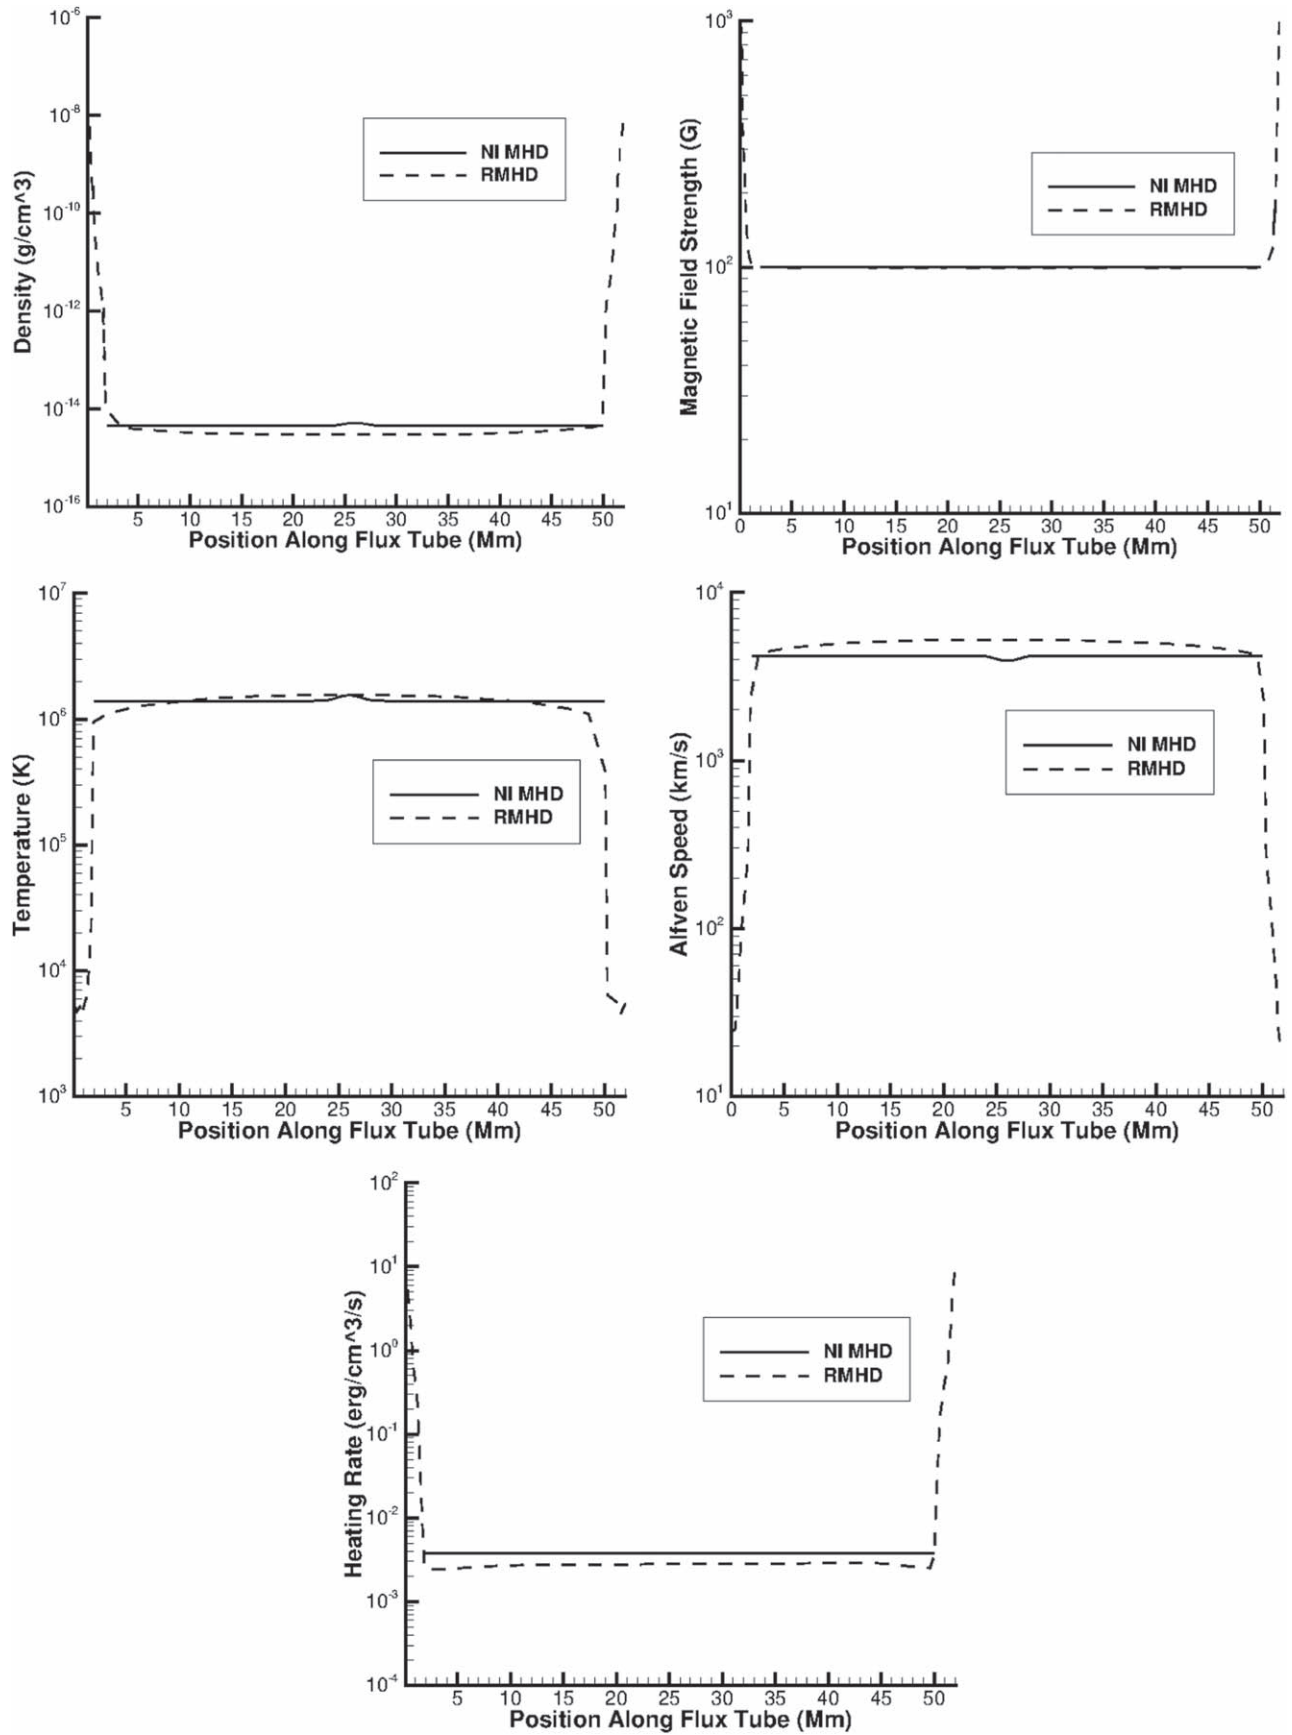 10^-6
10^-8
10^-10
10^-12
10^-14
10^-16
Density (g/cm^3)
NI MHD
RMHD
5 10 15 20 25 30 35 40 45 50
Position Along Flux Tube (Mm)
10^3
10^2
10^1
Magnetic Field Strength (G)
NI MHD
RMHD
0 5 10 15 20 25 30 35 40 45 50
Position Along Flux Tube (Mm)
10^7
10^6
10^5
10^4
10^3
Temperature (K)
NI MHD
RMHD
5 10 15 20 25 30 35 40 45 50
Position Along Flux Tube (Mm)
10^4
10^3
10^2
10^1
Alfven Speed (km/s)
NI MHD
RMHD
0 5 10 15 20 25 30 35 40 45 50
Position Along Flux Tube (Mm)
10^2
10^1
10^0
10^-1
10^-2
10^-3
10^-4
Heating Rate (erg/cm^3/s)
NI MHD
RMHD
5 10 15 20 25 30 35 40 45 50
Position Along Flux Tube (Mm)